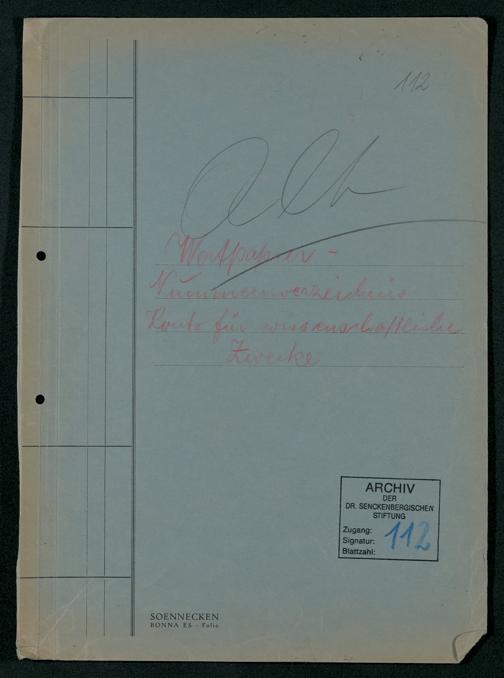 112
Alt
Wertpapier -
Nummernverzeichnis
Konto für wissenschaftliche
Zwecke
ARCHIV
DER
DR. SENCKENBERGISCHEN
STIFTUNG
Zugang:
Signatur: 112
Blattzahl:
SOENNECKEN
BONNA ES - Folio